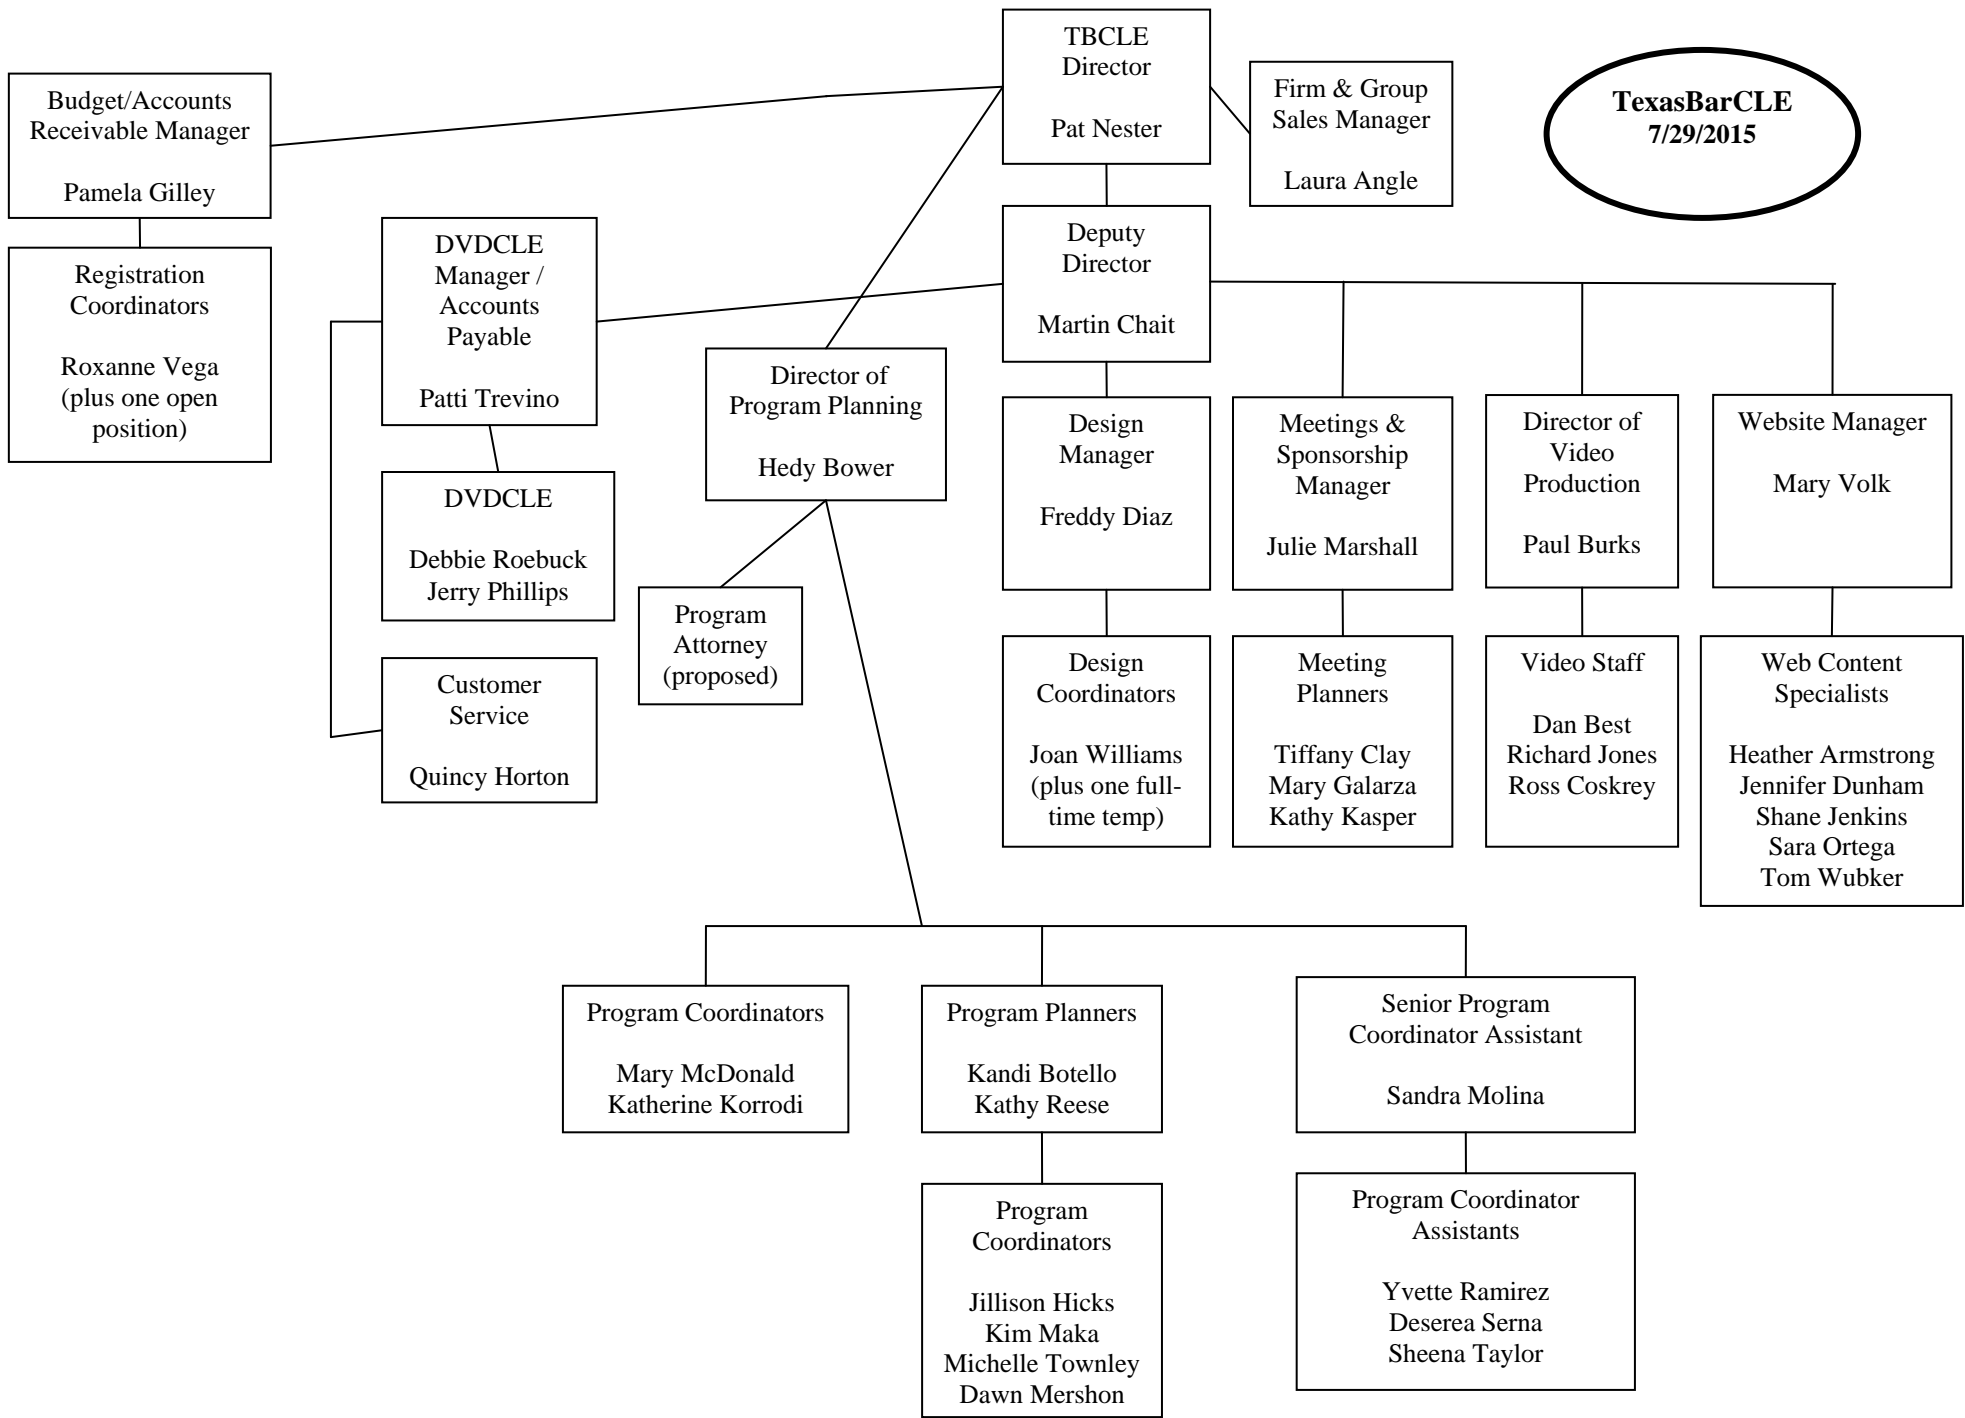 TBCLE
Director
Pat Nester
Firm & Group
Sales Manager
Laura Angle
TexasBarCLE
7/29/2015
Budget/Accounts
Receivable Manager
Pamela Gilley
Registration
Coordinators
Roxanne Vega
(plus one open
position)
DVDCLE
Manager /
Accounts
Payable
Patti Trevino
Deputy
Director
Martin Chait
Director of
Program Planning
Hedy Bower
DVDCLE
Debbie Roebuck
Jerry Phillips
Customer
Service
Quincy Horton
Program
Attorney
(proposed)
Design
Manager
Freddy Diaz
Meetings &
Sponsorship
Manager
Julie Marshall
Director of
Video
Production
Paul Burks
Website Manager
Mary Volk
Design
Coordinators
Joan Williams
(plus one full-
time temp)
Meeting
Planners
Tiffany Clay
Mary Galarza
Kathy Kasper
Video Staff
Dan Best
Richard Jones
Ross Coskrey
Web Content
Specialists
Heather Armstrong
Jennifer Dunham
Shane Jenkins
Sara Ortega
Tom Wubker
Program Coordinators
Mary McDonald
Katherine Korrodi
Program Planners
Kandi Botello
Kathy Reese
Senior Program
Coordinator Assistant
Sandra Molina
Program
Coordinators
Jillison Hicks
Kim Maka
Michelle Townley
Dawn Mershon
Program Coordinator
Assistants
Yvette Ramirez
Deserea Serna
Sheena Taylor